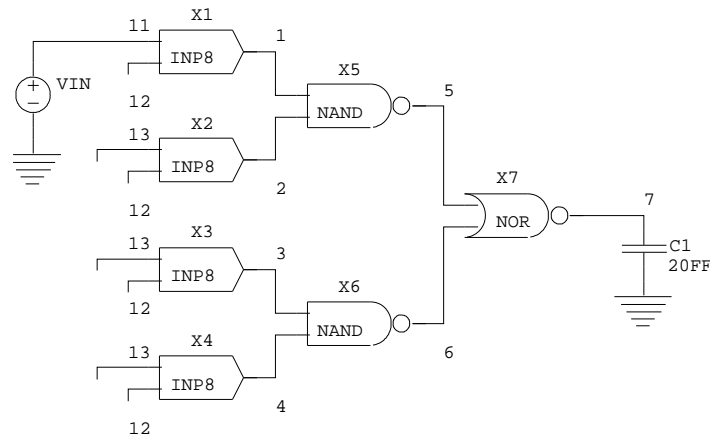 X1
11
1
INP8
VIN
12
X2
13
INP8
12
2
X5
NAND
5
X3
13
3
INP8
12
X4
13
INP8
12
4
X6
NAND
6
X7
NOR
7
C1
20FF